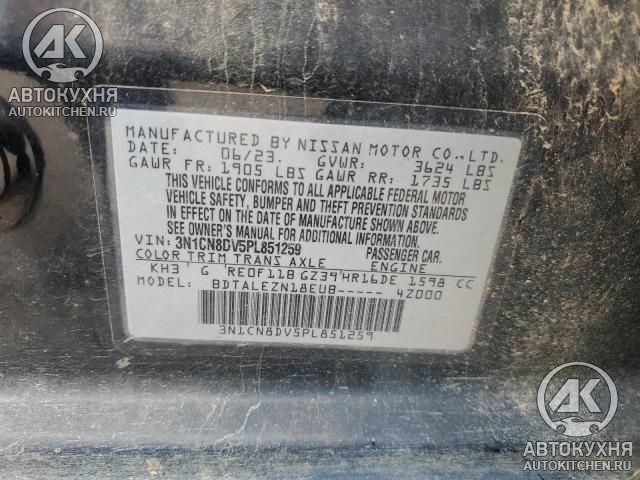 АК
АВТОКУХНЯ
AUTOKITCHEN.RU
MANUFACTURED BY NISSAN MOTOR CO.,LTD.
DATE: 06/23. GVWR: 3624 LBS
GAWR FR: 1905 LBS GAWR RR: 1735 LBS
THIS VEHICLE CONFORMS TO ALL APPLICABLE FEDERAL MOTOR
VEHICLE SAFETY, BUMPER AND THEFT PREVENTION STANDARDS
IN EFFECT ON THE DATE OF MANUFACTURE SHOWN ABOVE.
SEE OWNER'S MANUAL FOR ADDITIONAL INFORMATION.
VIN: 3N1CN8DV5PL851259 PASSENGER CAR.
COLOR TRIM TRANS AXLE ENGINE
KH3 G RE0F11B GZ39 HR16DE 1598 CC
MODEL: BDTALEZN18EUB----- 4Z000
3N1CN8DV5PL851259
АК
АВТОКУХНЯ
AUTOKITCHEN.RU